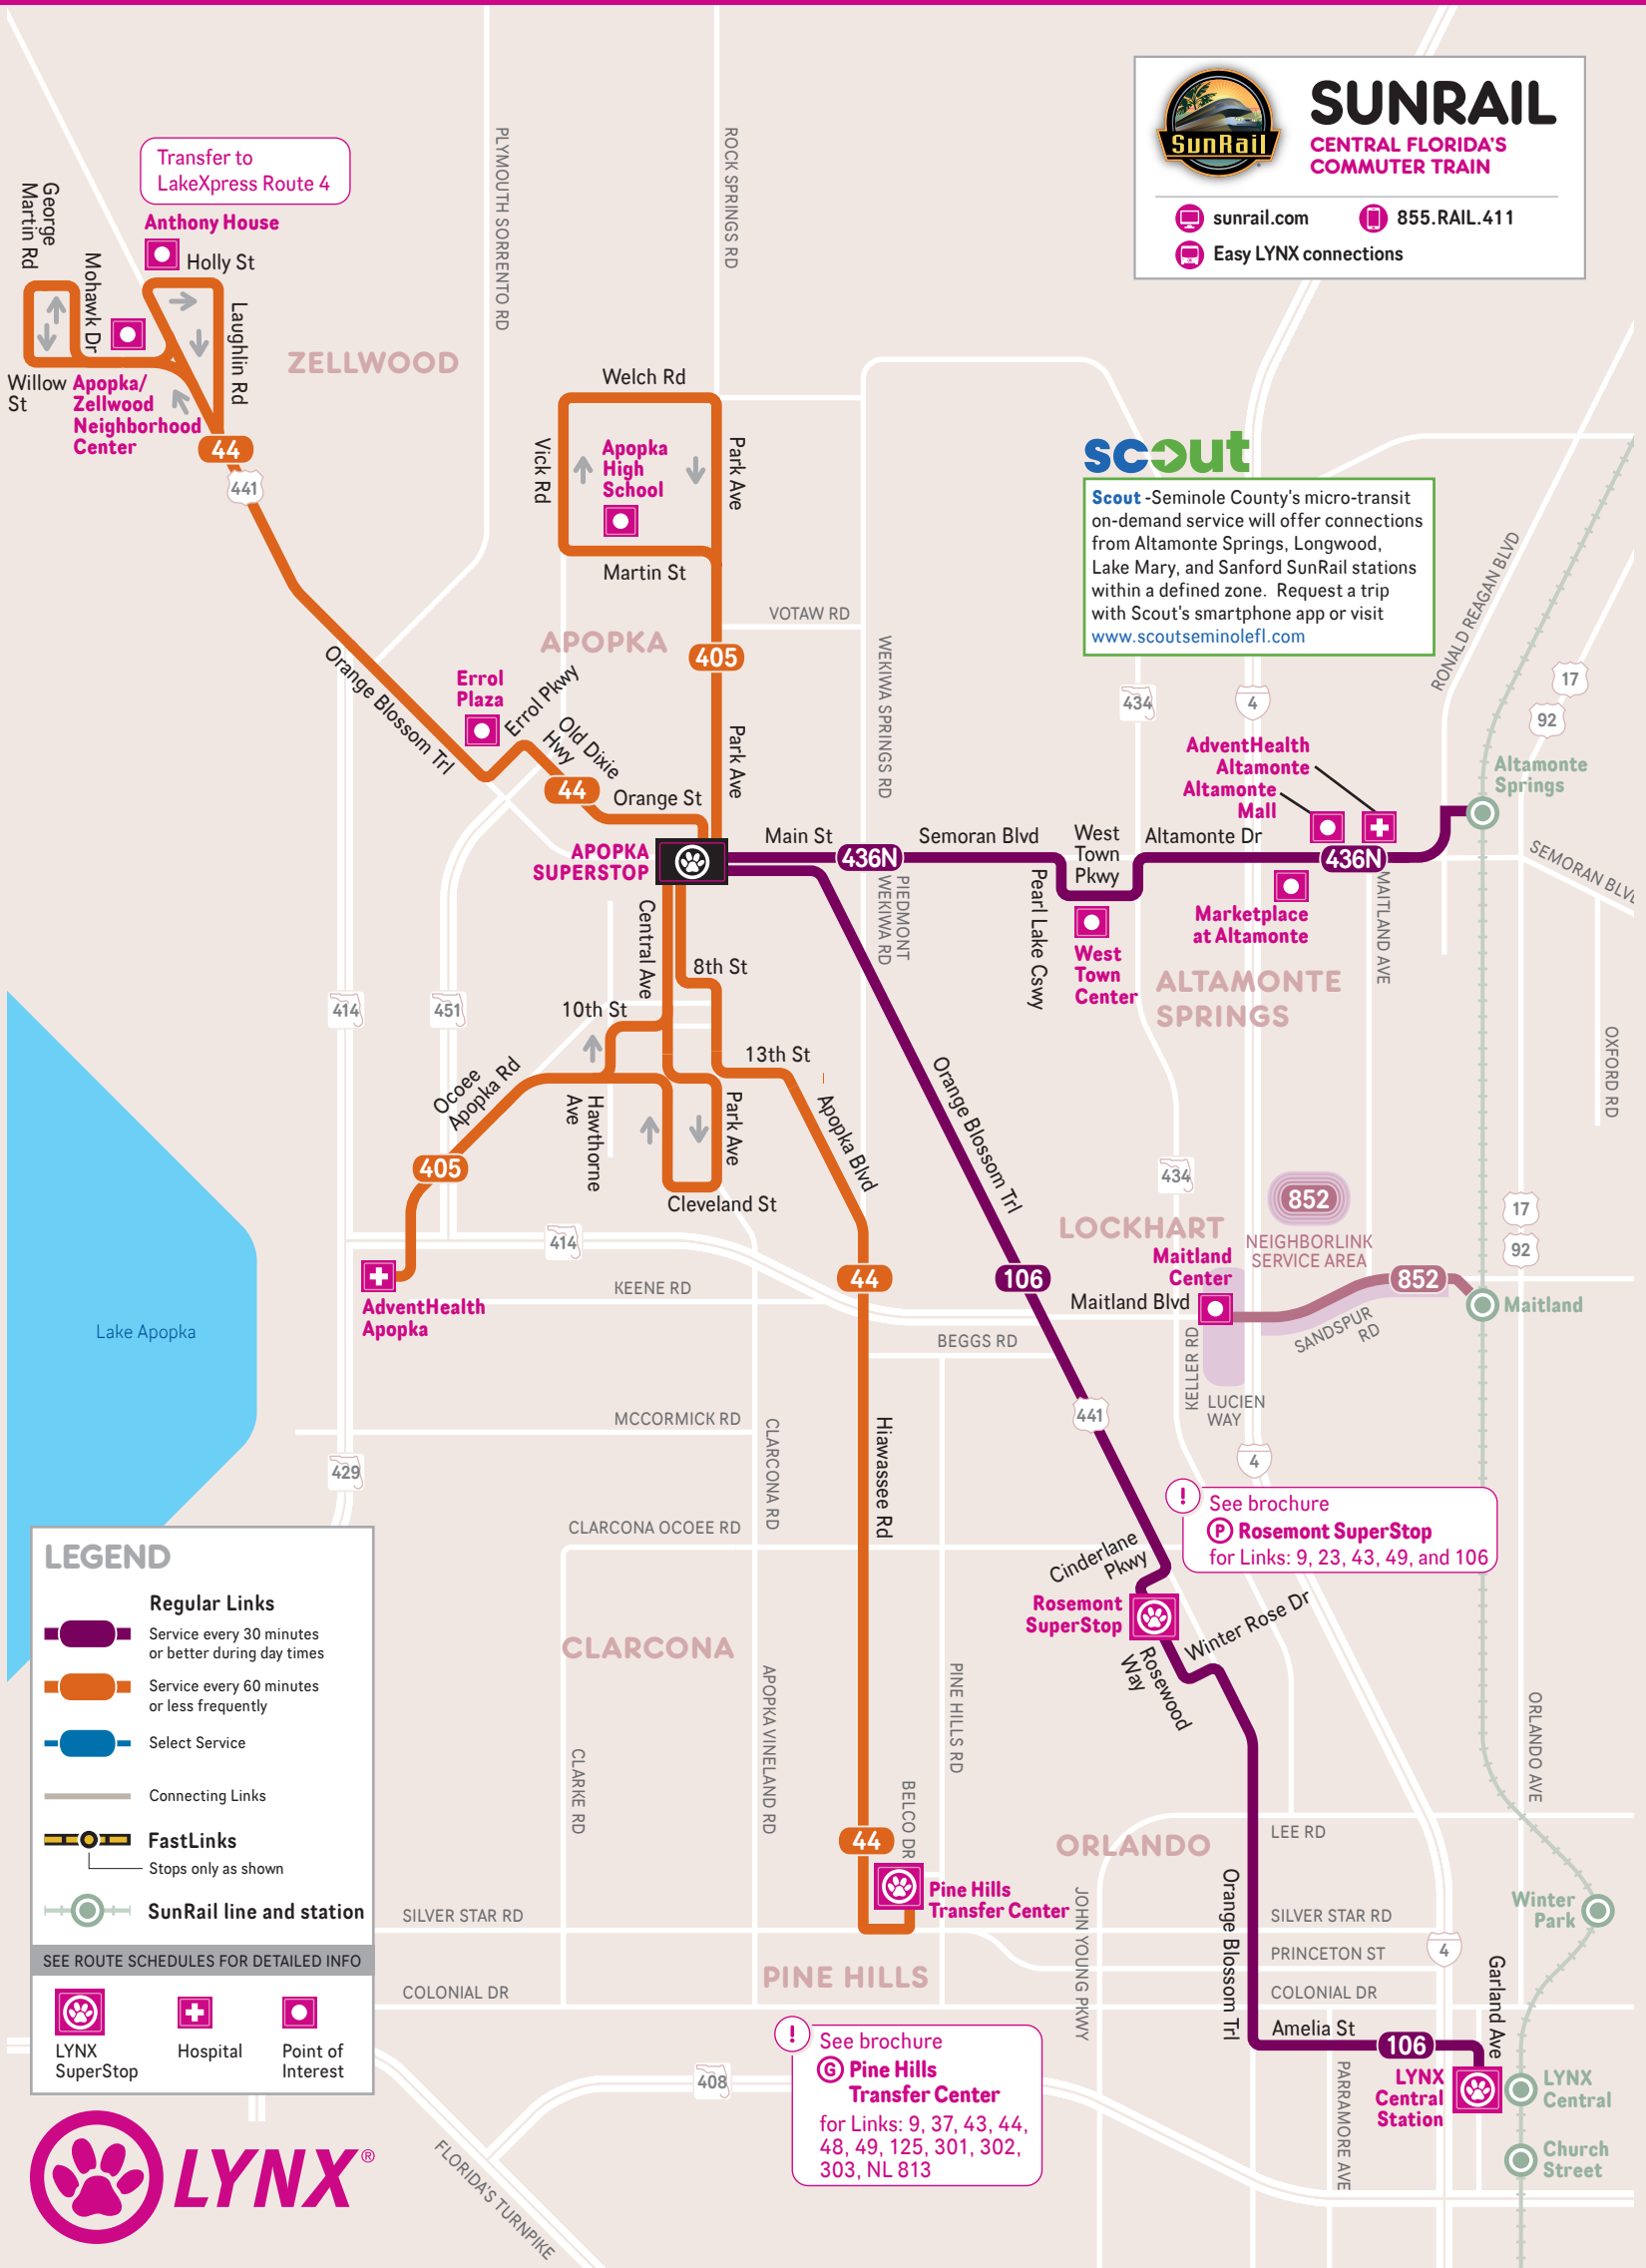 SunRail
SUNRAIL
CENTRAL FLORIDA'S
COMMUTER TRAIN
sunrail.com
855.RAIL.411
Easy LYNX connections
Transfer to
LakeXpress Route 4
Anthony House
Holly St
George
Martin Rd
Mohawk Dr
Laughlin Rd
Willow
St
Apopka/
Zellwood
Neighborhood
Center
44
441
ZELLWOOD
PLYMOUTH SORRENTO RD
ROCK SPRINGS RD
Welch Rd
Vick Rd
Apopka
High
School
Park Ave
Martin St
VOTAW RD
APOPKA
405
scout
Scout -Seminole County's micro-transit
on-demand service will offer connections
from Altamonte Springs, Longwood,
Lake Mary, and Sanford SunRail stations
within a defined zone. Request a trip
with Scout's smartphone app or visit
www.scoutseminolefl.com
RONALD REAGAN BLVD
17
92
434
4
WEKIWA SPRINGS RD
Orange Blossom Trl
Errol
Plaza
Errol Pkwy
Old Dixie
Hwy
44
Orange St
Park Ave
APOPKA
SUPERSTOP
Main St
436N
Semoran Blvd
West
Town
Pkwy
Altamonte Dr
AdventHealth
Altamonte
Altamonte
Mall
436N
Altamonte
Springs
SEMORAN BLVD
Marketplace
at Altamonte
MAITLAND AVE
PIEDMONT
WEKIWA RD
Pearl Lake Cswy
West
Town
Center
ALTAMONTE
SPRINGS
OXFORD RD
414
451
Central Ave
8th St
10th St
13th St
Ocoee
Apopka Rd
Hawthorne
Ave
Park Ave
Apopka Blvd
Cleveland St
405
Orange Blossom Trl
434
852
NEIGHBORLINK
SERVICE AREA
17
92
LOCKHART
Maitland
Center
Maitland Blvd
852
Maitland
SANDSPUR
RD
KELLER RD
LUCIEN
WAY
414
44
106
KEENE RD
BEGGS RD
AdventHealth
Apopka
Lake Apopka
441
4
MCCORMICK RD
CLARCONA RD
Hiawassee Rd
429
CLARCONA OCOEE RD
!
See brochure
P Rosemont SuperStop
for Links: 9, 23, 43, 49, and 106
Cinderlane
Pkwy
Rosemont
SuperStop
Winter Rose Dr
Rosewood
Way
CLARCONA
CLARKE RD
APOPKA VINELAND RD
PINE HILLS RD
BELCO DR
ORLANDO AVE
LEGEND
Regular Links
Service every 30 minutes
or better during day times
Service every 60 minutes
or less frequently
Select Service
Connecting Links
FastLinks
Stops only as shown
SunRail line and station
SEE ROUTE SCHEDULES FOR DETAILED INFO
LYNX
SuperStop
Hospital
Point of
Interest
44
Pine Hills
Transfer Center
ORLANDO
LEE RD
JOHN YOUNG PKWY
Orange Blossom Trl
Winter
Park
SILVER STAR RD
SILVER STAR RD
PRINCETON ST
4
PINE HILLS
COLONIAL DR
COLONIAL DR
Garland Ave
Amelia St
106
LYNX
Central
Station
LYNX
Central
Church
Street
PARRAMORE AVE
!
See brochure
G Pine Hills
Transfer Center
for Links: 9, 37, 43, 44,
48, 49, 125, 301, 302,
303, NL 813
408
FLORIDA'S TURNPIKE
LYNX®